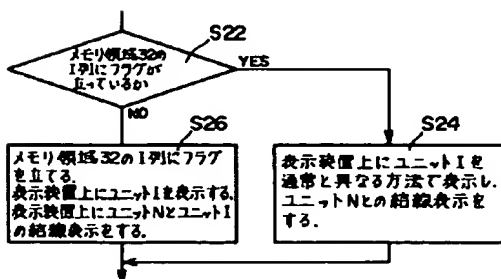 S22
メモリ領域32の
I列にフラグが
立っているか
YES
NO
S26
メモリ領域32のI列にフラグ
を立てる.
表示装置上にユニットIを表示する.
表示装置上にユニットNとユニットI
の結線表示をする.
S24
表示装置上にユニットIを
通常と異なる方法で表示し.
ユニットNとの結線表示を
する.